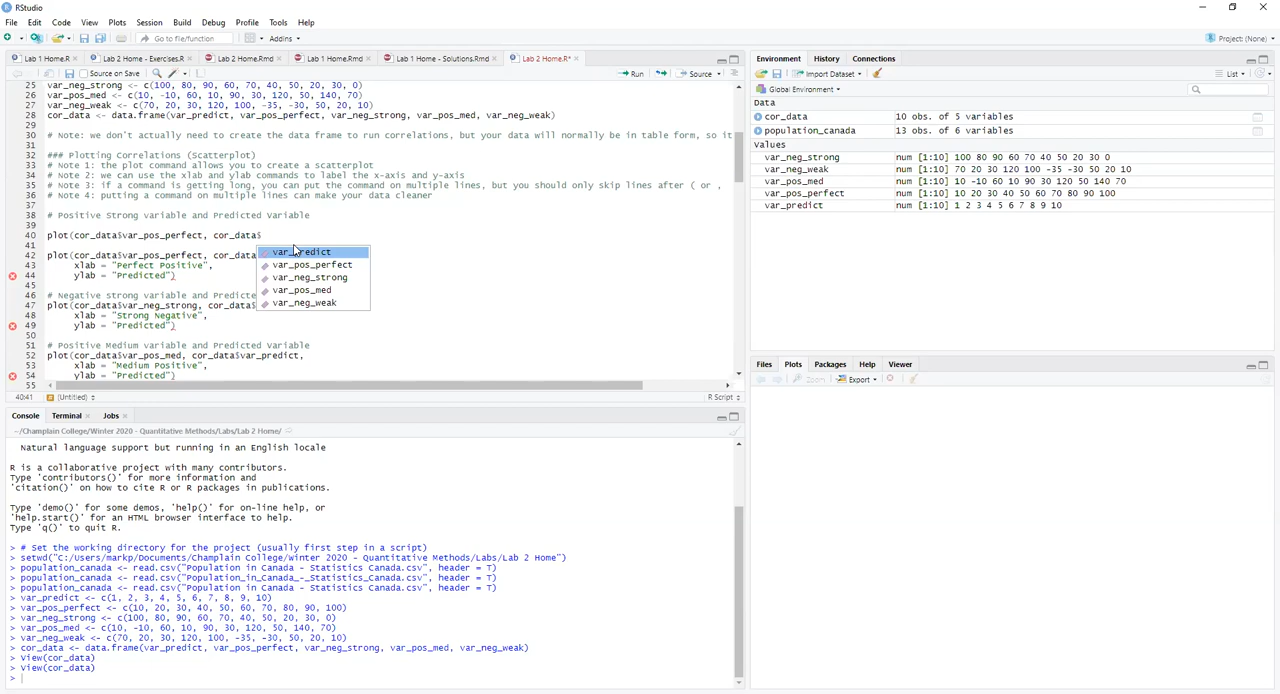 RStudio
File Edit Code View Plots Session Build Debug Profile Tools Help
Go to file/function Addins Project: (None)
Lab 1 Home.R Lab 2 Home - Exercises.R Lab 2 Home.Rmd Lab 1 Home.Rmd Lab 1 Home - Solutions.Rmd Lab 2 Home.R*
Source on Save Run Source
25 var_neg_strong <- c(100, 80, 90, 60, 70, 40, 50, 20, 30, 0)
26 var_pos_med <- c(10, -10, 60, 10, 90, 30, 120, 50, 140, 70)
27 var_neg_weak <- c(70, 20, 30, 120, 100, -35, -30, 50, 20, 10)
28 cor_data <- data.frame(var_predict, var_pos_perfect, var_neg_strong, var_pos_med, var_neg_weak)
29
30 # Note: we don't actually need to create the data frame to run correlations, but your data will normally be in table form, so it
31
32 ### Plotting Correlations (Scatterplot)
33 # Note 1: the plot command allows you to create a scatterplot
34 # Note 2: we can use the xlab and ylab commands to label the x-axis and y-axis
35 # Note 3: if a command is getting long, you can put the command on multiple lines, but you should only skip lines after ( or ,
36 # Note 4: putting a command on multiple lines can make your data cleaner
37
38 # Positive Strong variable and Predicted Variable
39
40 plot(cor_data$var_pos_perfect, cor_data$
41
42 plot(cor_data$var_pos_perfect, cor_data
43 xlab = "Perfect Positive",
44 ylab = "Predicted")
45
46 # Negative strong variable and Predicte
47 plot(cor_data$var_neg_strong, cor_data$
48 xlab = "Strong Negative",
49 ylab = "Predicted")
50
51 # Positive Medium variable and Predicted Variable
52 plot(cor_data$var_pos_med, cor_data$var_predict,
53 xlab = "Medium Positive",
54 ylab = "Predicted")
55
var_predict
var_pos_perfect
var_neg_strong
var_pos_med
var_neg_weak
40:41 (Untitled) R Script
Console Terminal Jobs
~/Champlain College/Winter 2020 - Quantitative Methods/Labs/Lab 2 Home/
Natural language support but running in an English locale
R is a collaborative project with many contributors.
Type 'contributors()' for more information and
'citation()' on how to cite R or R packages in publications.
Type 'demo()' for some demos, 'help()' for on-line help, or
'help.start()' for an HTML browser interface to help.
Type 'q()' to quit R.
> # Set the working directory for the project (usually first step in a script)
> setwd("C:/Users/markp/Documents/Champlain College/Winter 2020 - Quantitative Methods/Labs/Lab 2 Home")
> population_canada <- read.csv("Population in Canada - Statistics Canada.csv", header = T)
> population_canada <- read.csv("Population_in_Canada_-_Statistics_Canada.csv", header = T)
> population_canada <- read.csv("Population in Canada - Statistics Canada.csv", header = T)
> var_predict <- c(1, 2, 3, 4, 5, 6, 7, 8, 9, 10)
> var_pos_perfect <- c(10, 20, 30, 40, 50, 60, 70, 80, 90, 100)
> var_neg_strong <- c(100, 80, 90, 60, 70, 40, 50, 20, 30, 0)
> var_pos_med <- c(10, -10, 60, 10, 90, 30, 120, 50, 140, 70)
> var_neg_weak <- c(70, 20, 30, 120, 100, -35, -30, 50, 20, 10)
> cor_data <- data.frame(var_predict, var_pos_perfect, var_neg_strong, var_pos_med, var_neg_weak)
> View(cor_data)
> View(cor_data)
>
Environment History Connections
Import Dataset List
Global Environment
Data
cor_data 10 obs. of 5 variables
population_canada 13 obs. of 6 variables
Values
var_neg_strong num [1:10] 100 80 90 60 70 40 50 20 30 0
var_neg_weak num [1:10] 70 20 30 120 100 -35 -30 50 20 10
var_pos_med num [1:10] 10 -10 60 10 90 30 120 50 140 70
var_pos_perfect num [1:10] 10 20 30 40 50 60 70 80 90 100
var_predict num [1:10] 1 2 3 4 5 6 7 8 9 10
Files Plots Packages Help Viewer
Zoom Export